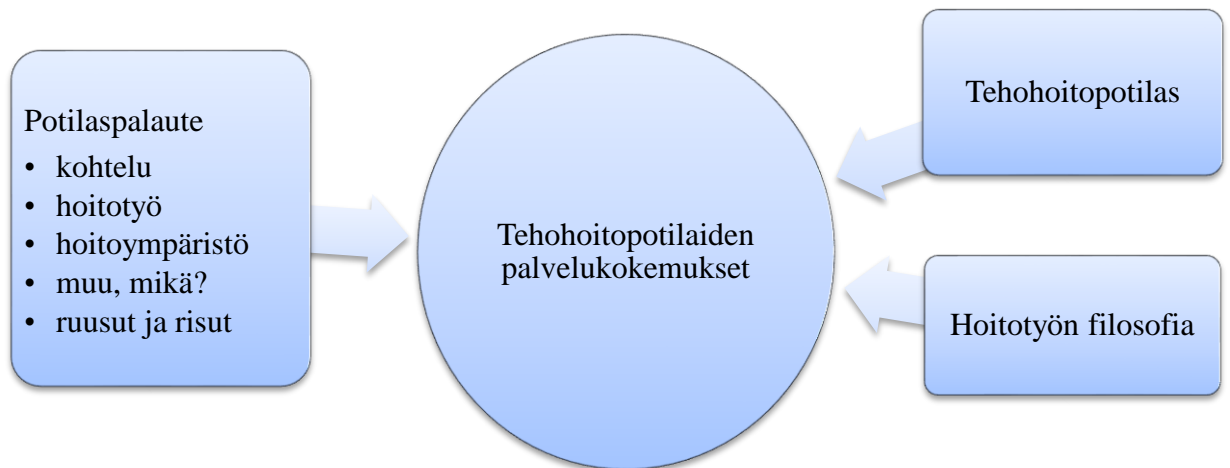 Potilaspalaute
• kohtelu
• hoitotyö
• hoitoympäristö
• muu, mikä?
• ruusut ja risut
Tehohoitopotilaiden
palvelukokemukset
Tehohoitopotilas
Hoitotyön filosofia